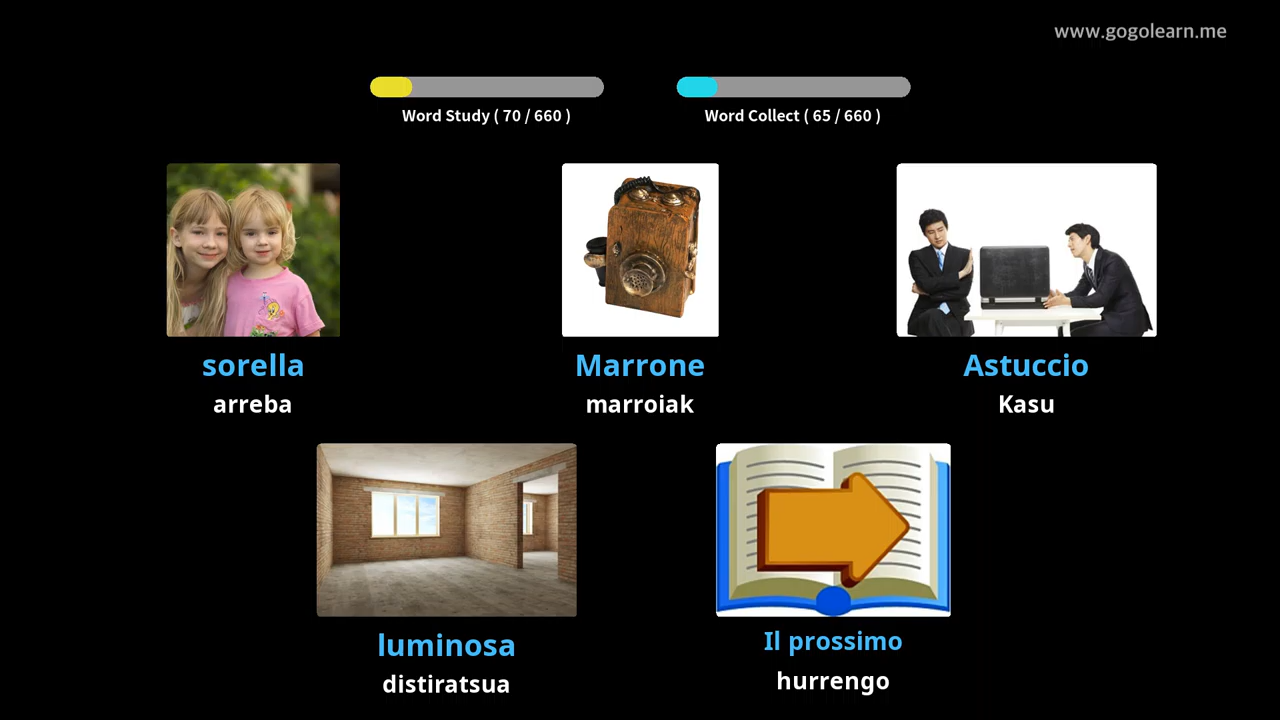 www.gogolearn.me
Word Study ( 70 / 660 )
Word Collect ( 65 / 660 )
sorella
arreba
Marrone
marroiak
Astuccio
Kasu
luminosa
distiratsua
Il prossimo
hurrengo